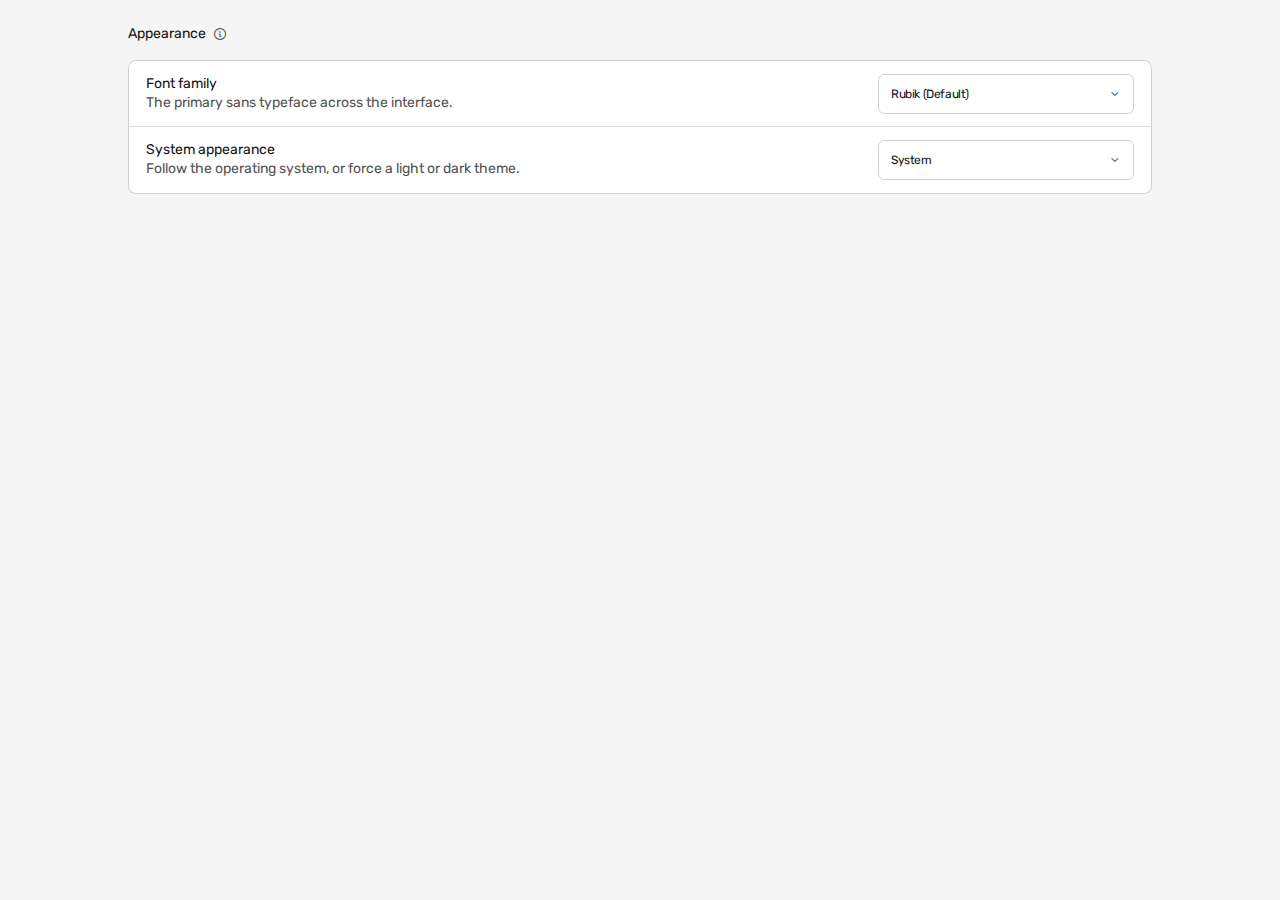 Appearance
Font family
The primary sans typeface across the interface.
Rubik (Default)
System appearance
Follow the operating system, or force a light or dark theme.
System